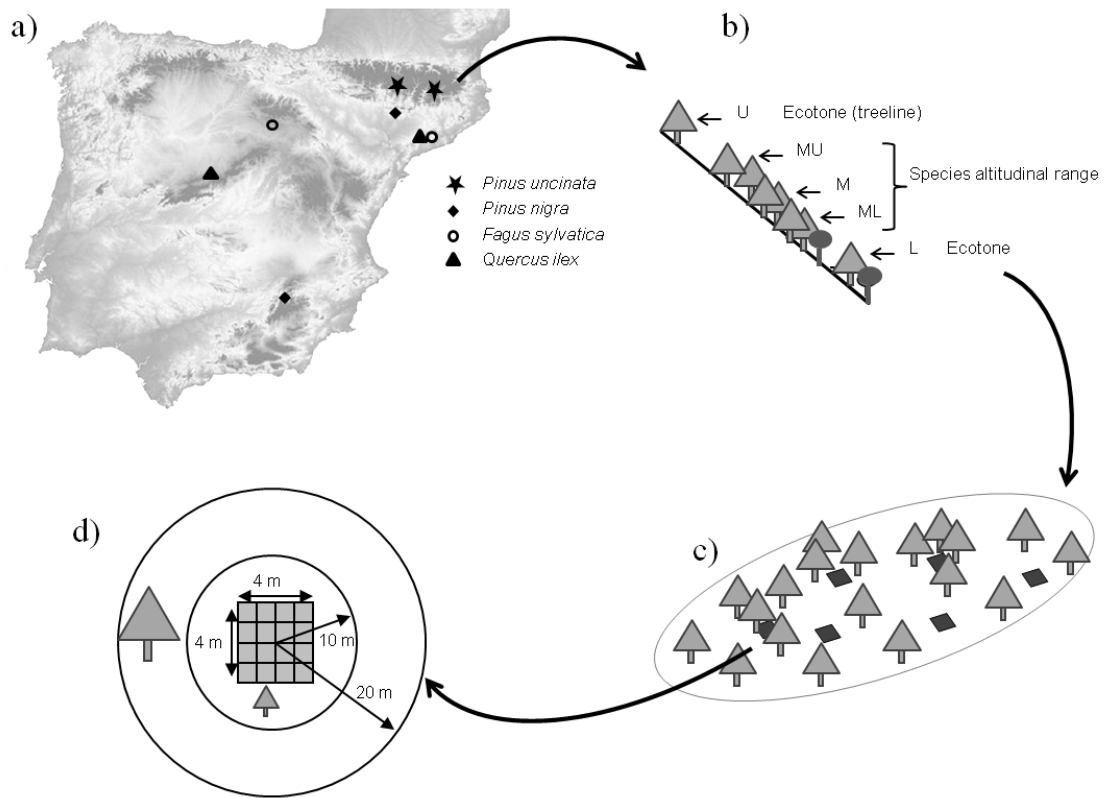 a)
Pinus uncinata
Pinus nigra
Fagus sylvatica
Quercus ilex
b)
U Ecotone (treeline)
MU
M
Species altitudinal range
ML
L Ecotone
c)
d)
4 m
4 m
10 m
20 m